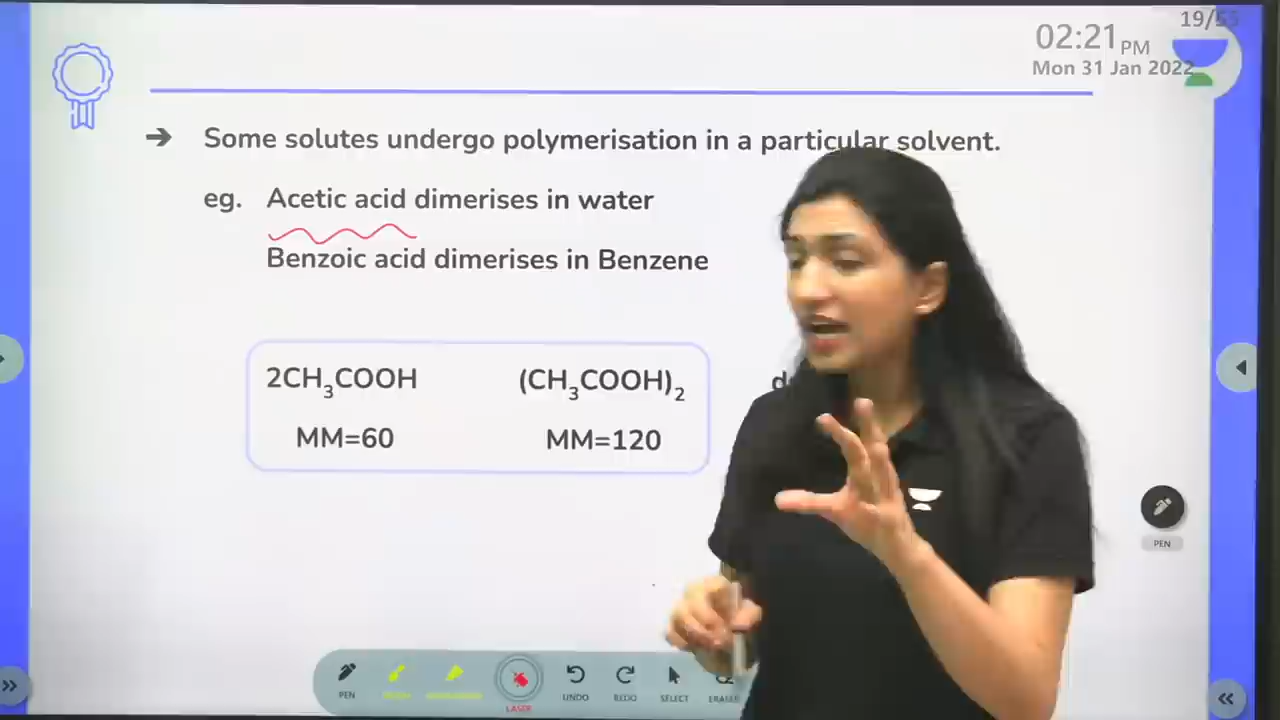 19/53
02:21 PM
Mon 31 Jan 2022
→ Some solutes undergo polymerisation in a particular solvent.
eg. Acetic acid dimerises in water
Benzoic acid dimerises in Benzene
2CH₃COOH (CH₃COOH)₂
MM=60 MM=120
PEN
PEN
LASER
UNDO
REDO
SELECT
ERASER